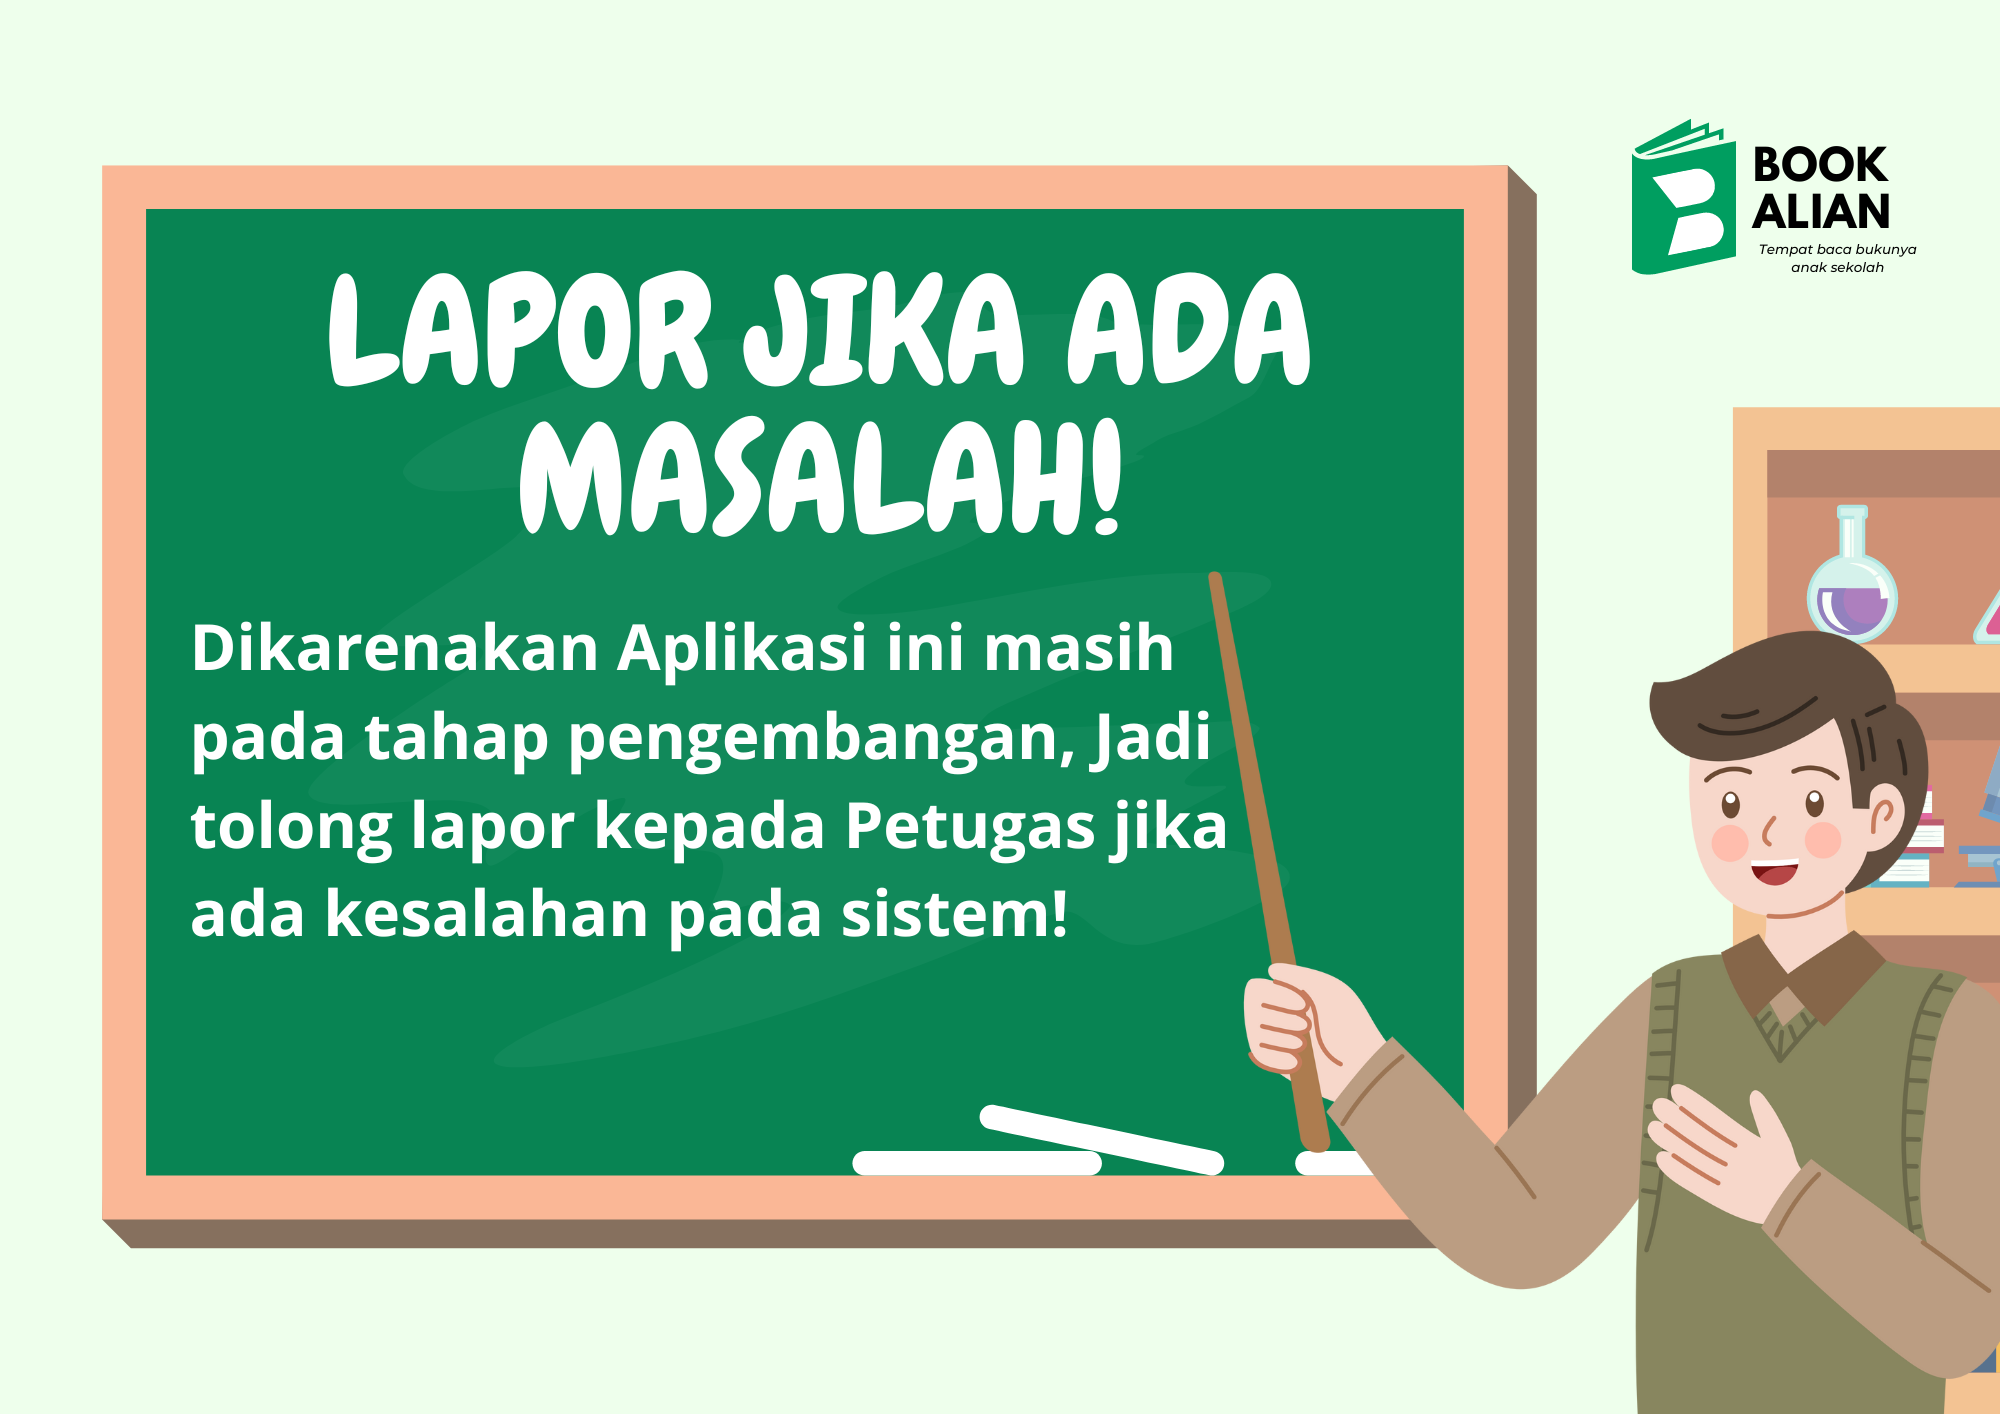 BOOK
ALIAN
Tempat baca bukunya
anak sekolah
LAPOR JIKA ADA
MASALAH!
Dikarenakan Aplikasi ini masih
pada tahap pengembangan, Jadi
tolong lapor kepada Petugas jika
ada kesalahan pada sistem!